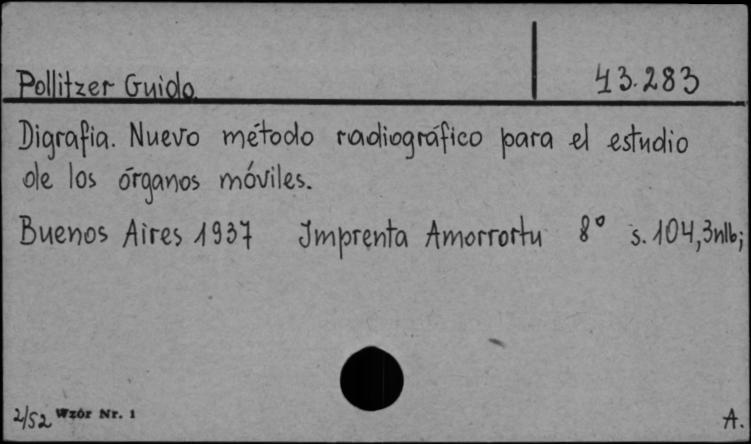 Pollitzer Guido
43.283
Digrafia. Nuevo método radiográfico para el estudio
de los órganos móviles.
Buenos Aires 1937 Imprenta Amorrortu 8° s. 104,3nlb;
2/52 Wzór Nr. 1
A.